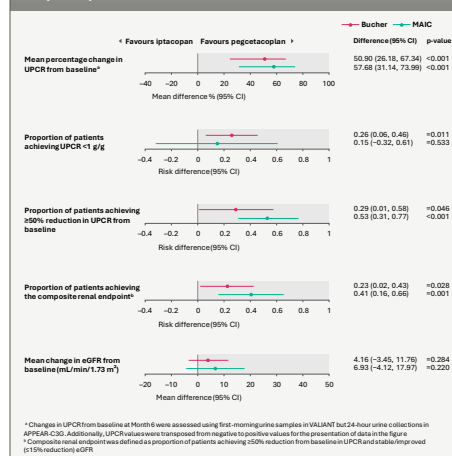 Bucher MAIC
Favours iptacopan Favours pegcetacoplan Difference (95% CI) p-value
Mean percentage change in
UPCR from baselineᵃ
50.90 (26.18, 67.34) <0.001
57.68 (31.14, 73.99) <0.001
−40 −20 0 20 40 60 80 100
Mean difference % (95% CI)
Proportion of patients
achieving UPCR <1 g/g
0.26 (0.06, 0.46) =0.011
0.15 (−0.32, 0.61) =0.533
−0.4 −0.2 0 0.2 0.4 0.6 0.8 1
Risk difference (95% CI)
Proportion of patients achieving
≥50% reduction in UPCR from
baseline
0.29 (0.01, 0.58) =0.046
0.53 (0.31, 0.77) <0.001
−0.4 −0.2 0 0.2 0.4 0.6 0.8 1
Risk difference (95% CI)
Proportion of patients achieving
the composite renal endpointᵇ
0.23 (0.02, 0.43) =0.028
0.41 (0.16, 0.66) =0.001
−0.4 −0.2 0 0.2 0.4 0.6 0.8 1
Risk difference (95% CI)
Mean change in eGFR from
baseline (mL/min/1.73 m²)
4.16 (−3.45, 11.76) =0.284
6.93 (−4.12, 17.97) =0.220
−20 −10 0 10 20 30 40 50
Mean difference (95% CI)
ᵃ Changes in UPCR from baseline at Month 6 were assessed using first-morning urine samples in VALIANT but 24-hour urine collections in
APPEAR-C3G. Additionally, UPCR values were transposed from negative to positive values for the presentation of data in the figure
ᵇ Composite renal endpoint was defined as proportion of patients achieving ≥50% reduction from baseline in UPCR and stable/improved
(≤15% reduction) eGFR